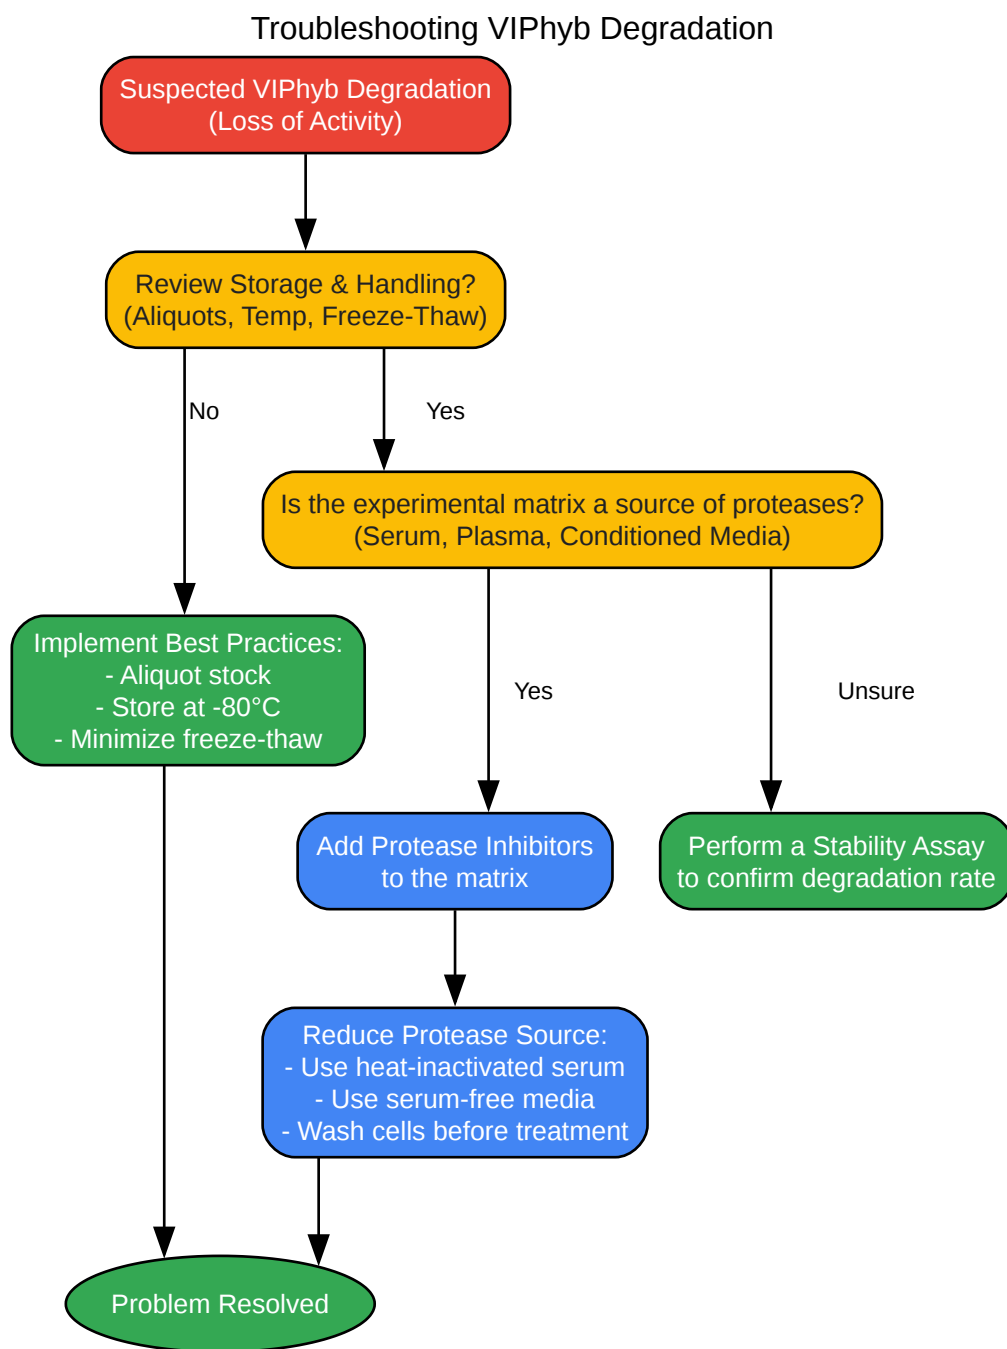 Troubleshooting VIPhyb Degradation
Suspected VIPhyb Degradation
(Loss of Activity)
Review Storage & Handling?
(Aliquots, Temp, Freeze-Thaw)
No
Yes
Is the experimental matrix a source of proteases?
(Serum, Plasma, Conditioned Media)
Implement Best Practices:
- Aliquot stock
- Store at -80°C
- Minimize freeze-thaw
Yes
Unsure
Add Protease Inhibitors
to the matrix
Perform a Stability Assay
to confirm degradation rate
Reduce Protease Source:
- Use heat-inactivated serum
- Use serum-free media
- Wash cells before treatment
Problem Resolved